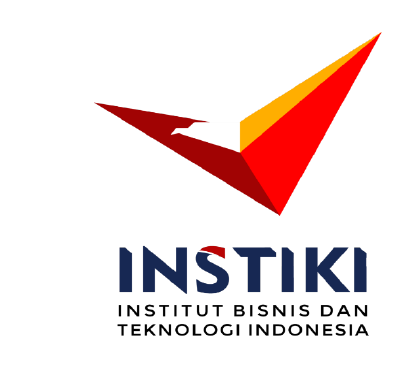 INSTIKI
INSTITUT BISNIS DAN
TEKNOLOGI INDONESIA